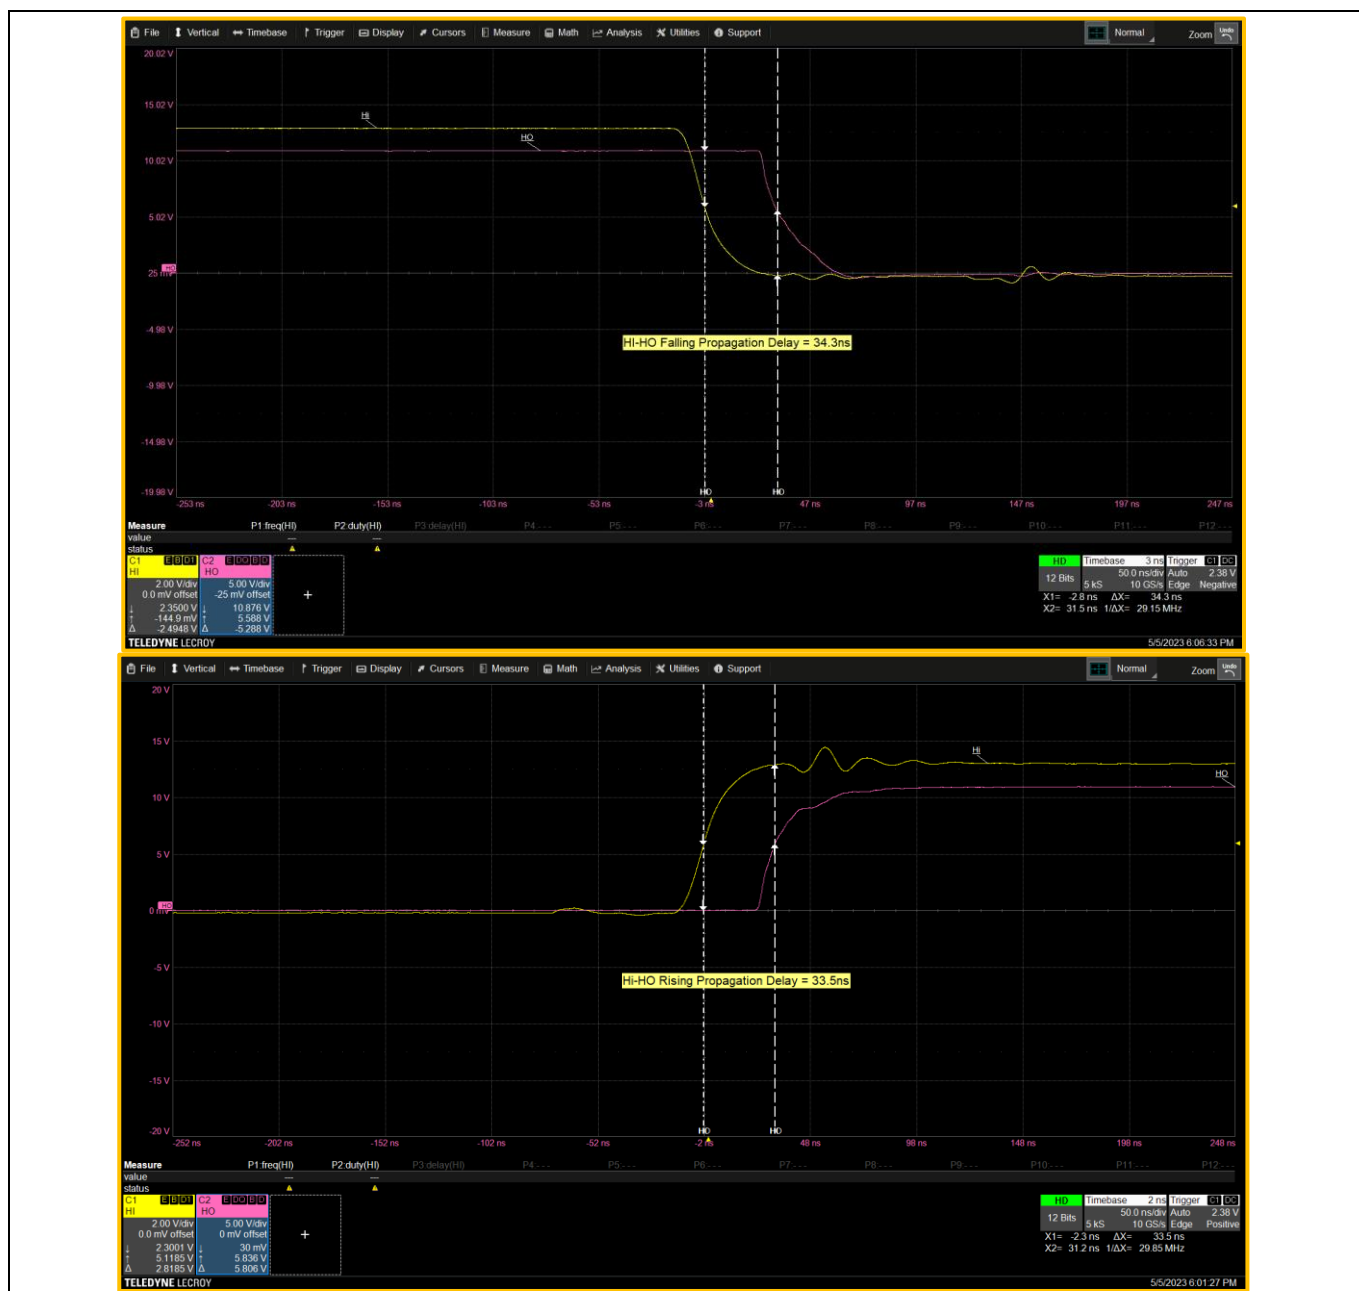 File Vertical Timebase Trigger Display Cursors Measure Math Analysis Utilities Support Normal Zoom Undo
20.02 V
15.02 V
Hi
HO
10.02 V
5.02 V
25 mV HO
-4.98 V
HI-HO Falling Propagation Delay = 34.3ns
-9.98 V
-14.98 V
-19.98 V
HO HO
-253 ns -203 ns -153 ns -103 ns -53 ns -3 ns 47 ns 97 ns 147 ns 197 ns 247 ns
Measure P1:freq(HI) P2:duty(HI) P3:delay(HI) P4:--- P5:--- P6:--- P7:--- P8:--- P9:--- P10:--- P11:--- P12:---
value --- ---
status
C1 E B D1 C2 E DQ B D HD Timebase 3 ns Trigger C1 DC
HI HO
2.00 V/div 5.00 V/div 12 Bits 50.0 ns/div Auto 2.38 V
0.0 mV offset -25 mV offset + 5 kS 10 GS/s Edge Negative
↓ 2.3500 V ↓ 10.876 V X1= -2.8 ns ΔX= 34.3 ns
↑ -144.9 mV ↑ 5.588 V X2= 31.5 ns 1/ΔX= 29.15 MHz
Δ -2.4948 V Δ -5.288 V
TELEDYNE LECROY 5/5/2023 6:06:33 PM
File Vertical Timebase Trigger Display Cursors Measure Math Analysis Utilities Support Normal Zoom Undo
20 V
15 V
Hi
HO
10 V
5 V
0 mV HO
-5 V
Hi-HO Rising Propagation Delay = 33.5ns
-10 V
-15 V
-20 V
HO HO
-252 ns -202 ns -152 ns -102 ns -52 ns -2 ns 48 ns 98 ns 148 ns 198 ns 248 ns
Measure P1:freq(HI) P2:duty(HI) P3:delay(HI) P4:--- P5:--- P6:--- P7:--- P8:--- P9:--- P10:--- P11:--- P12:---
value --- ---
status
C1 E B D1 C2 E DQ B D HD Timebase 2 ns Trigger C1 DC
HI HO
2.00 V/div 5.00 V/div 12 Bits 50.0 ns/div Auto 2.38 V
0.0 mV offset 0 mV offset + 5 kS 10 GS/s Edge Positive
↓ 2.3001 V ↓ 30 mV X1= -2.3 ns ΔX= 33.5 ns
↑ 5.1185 V ↑ 5.836 V X2= 31.2 ns 1/ΔX= 29.85 MHz
Δ 2.8185 V Δ 5.806 V
TELEDYNE LECROY 5/5/2023 6:01:27 PM